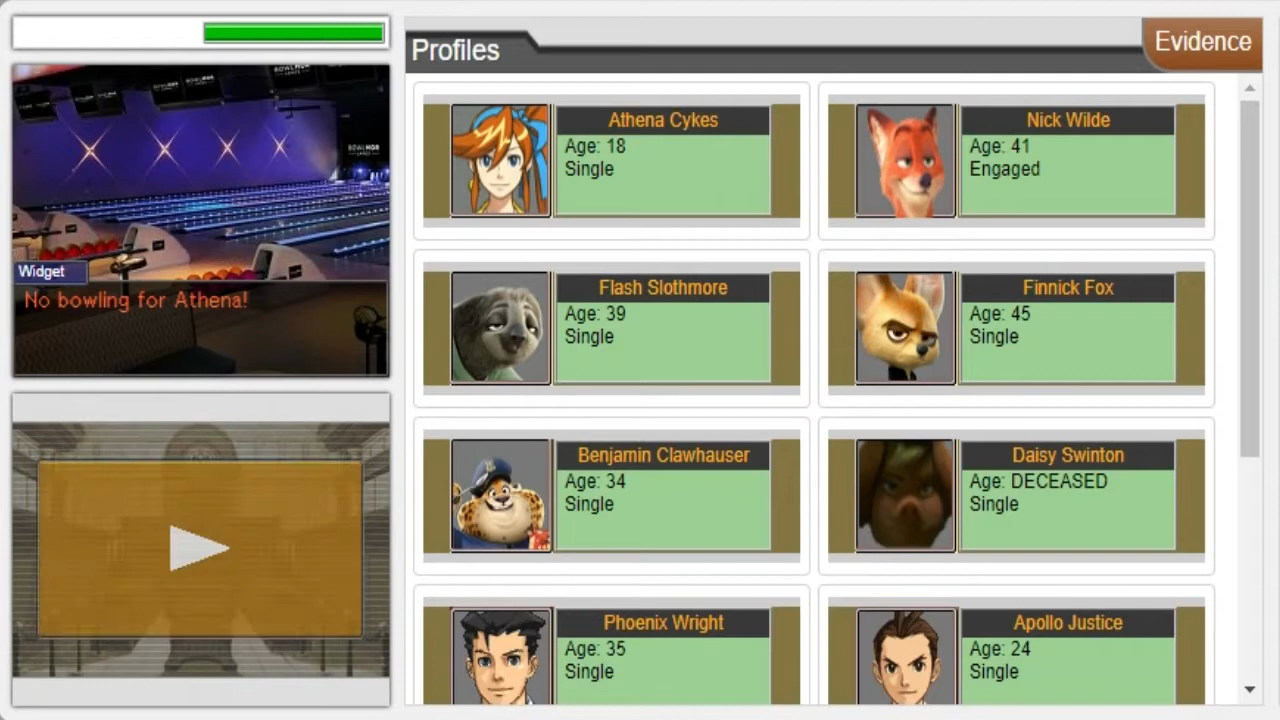 Profiles
Evidence
Widget
No bowling for Athena!
Athena Cykes
Age: 18
Single
Nick Wilde
Age: 41
Engaged
Flash Slothmore
Age: 39
Single
Finnick Fox
Age: 45
Single
Benjamin Clawhauser
Age: 34
Single
Daisy Swinton
Age: DECEASED
Single
Phoenix Wright
Age: 35
Single
Apollo Justice
Age: 24
Single